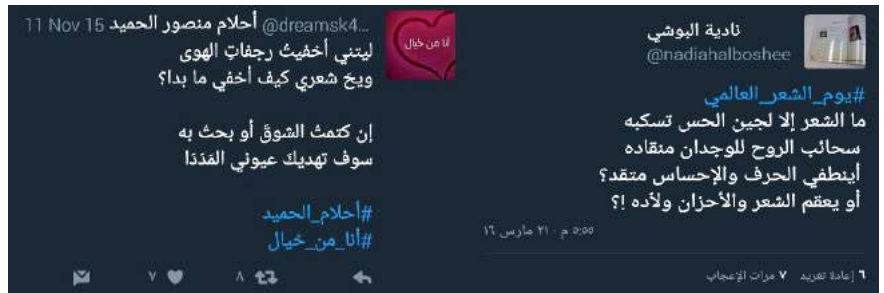 نادية البوشي
@nadiahalboshee
#يوم_الشعر_العالمي
ما الشعر إلا لجين الحس تسكبه
سحائب الروح للوجدان منقاده
أينطفي الحرف والإحساس متقد؟
أو يعقم الشعر والأحزان ولأده !؟
٥:٥٥ م · ٢١ مارس ١٦
٦ إعادة تغريد ٧ مرات الإعجاب
أنا من خيال
أحلام منصور الحميد @dreamsk4... 11 Nov 15
ليتني أخفيتُ رجفاتِ الهوى
ويحَ شعري كيف أخفي ما بدا؟
إن كتمتُ الشوقَ أو بحتُ به
سوف تهديكَ عيوني المَدَدَا
#أحلام_الحميد
#أنا_من_خيال
٨ ٧